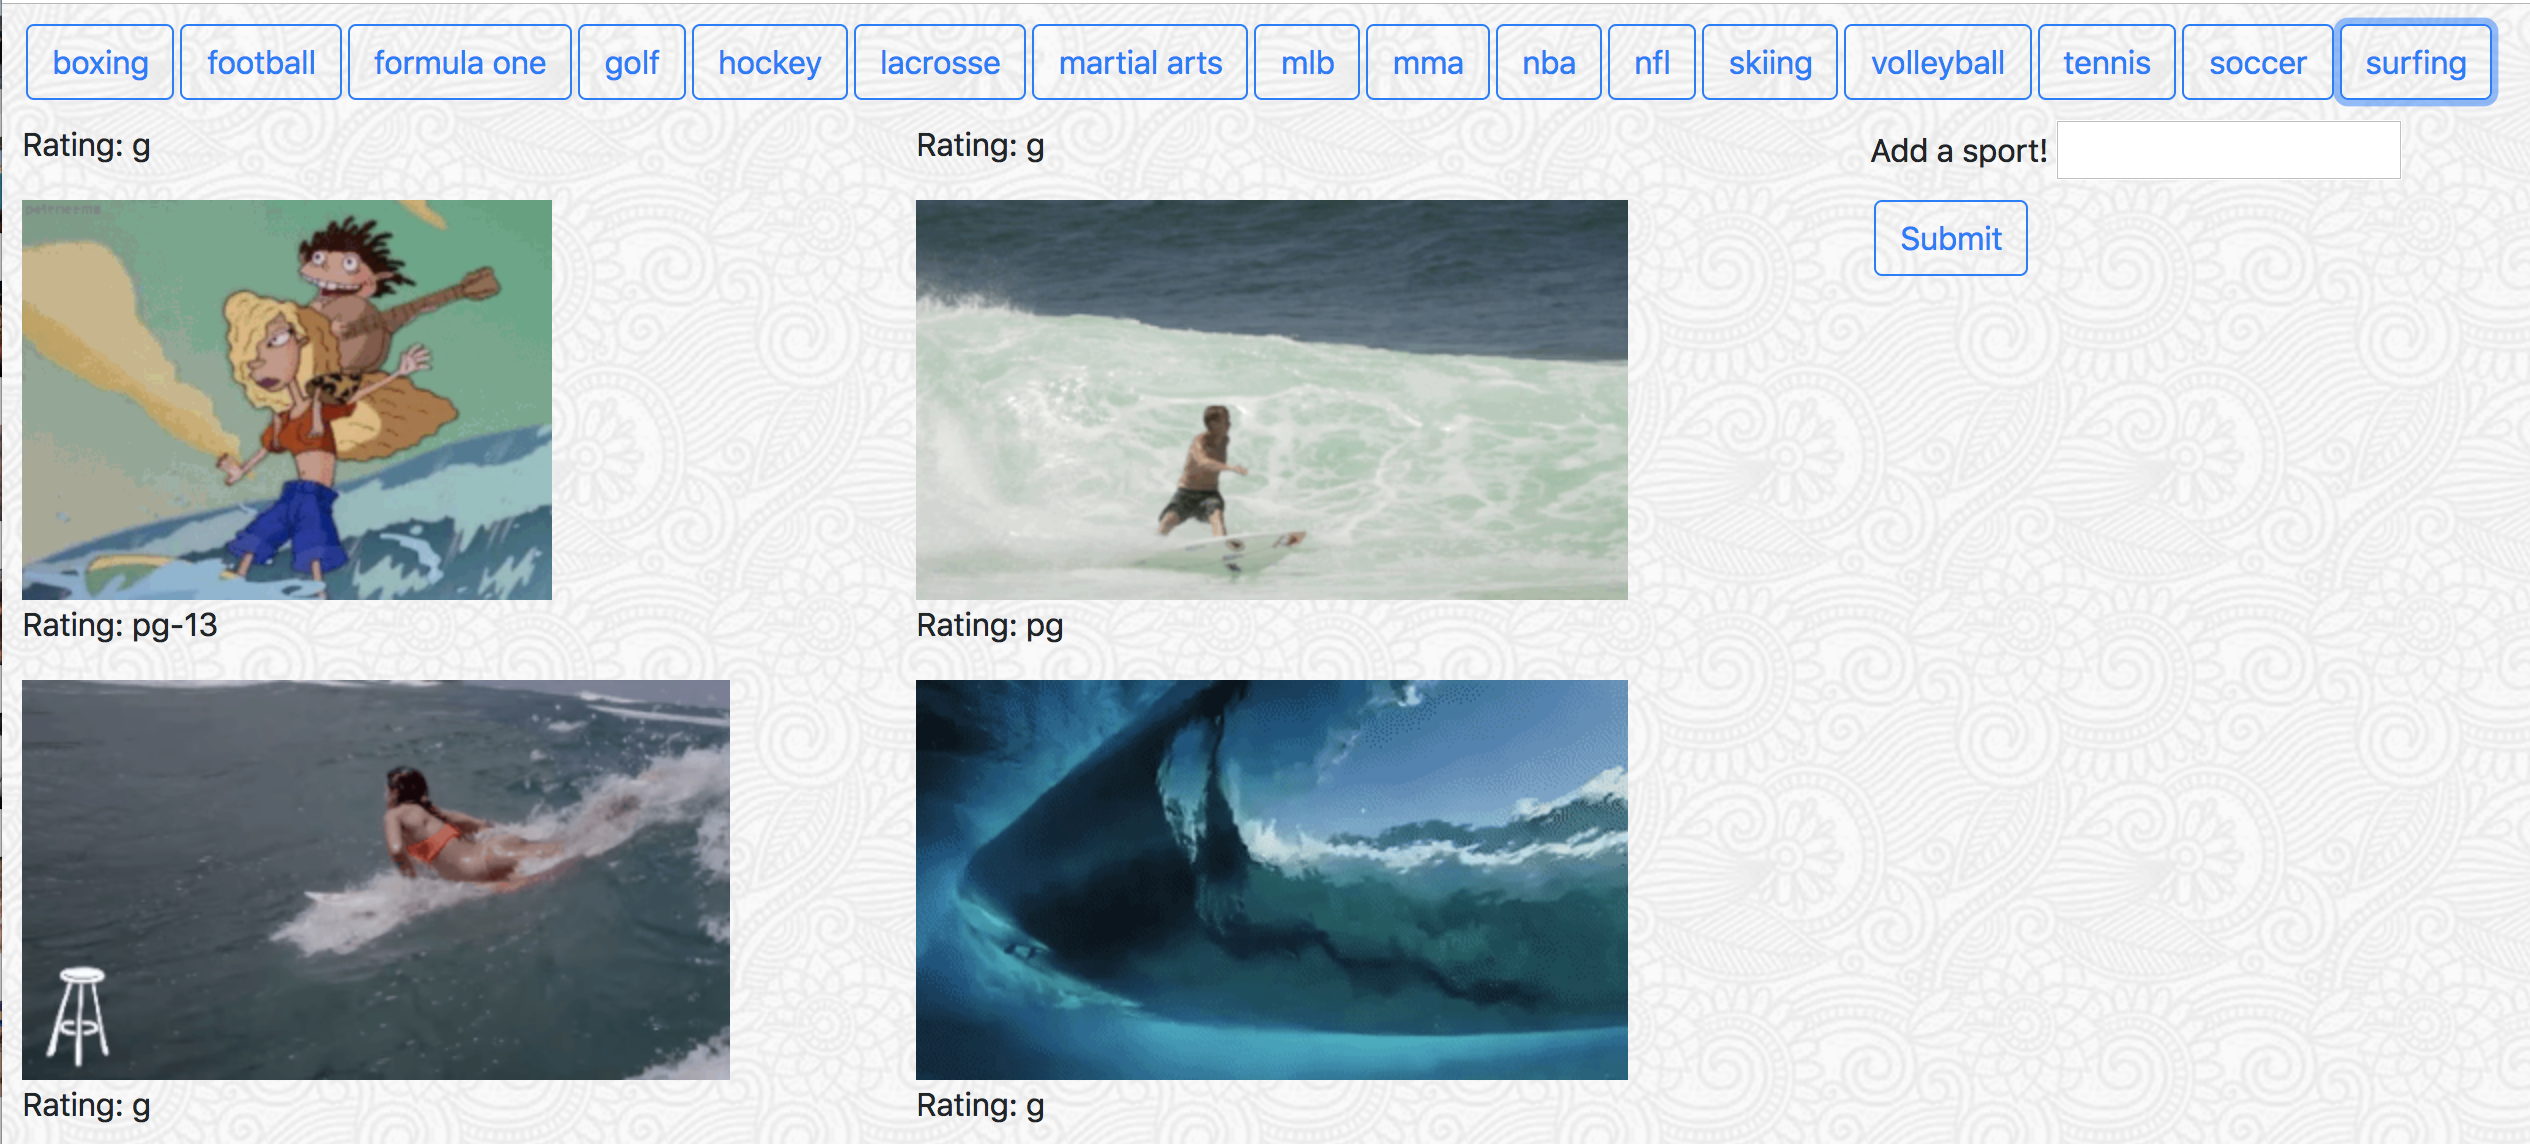 boxing football formula one golf hockey lacrosse martial arts mlb mma nba nfl skiing volleyball tennis soccer surfing
Rating: g
Rating: g
Add a sport!
Submit
Rating: pg-13
Rating: pg
Rating: g
Rating: g